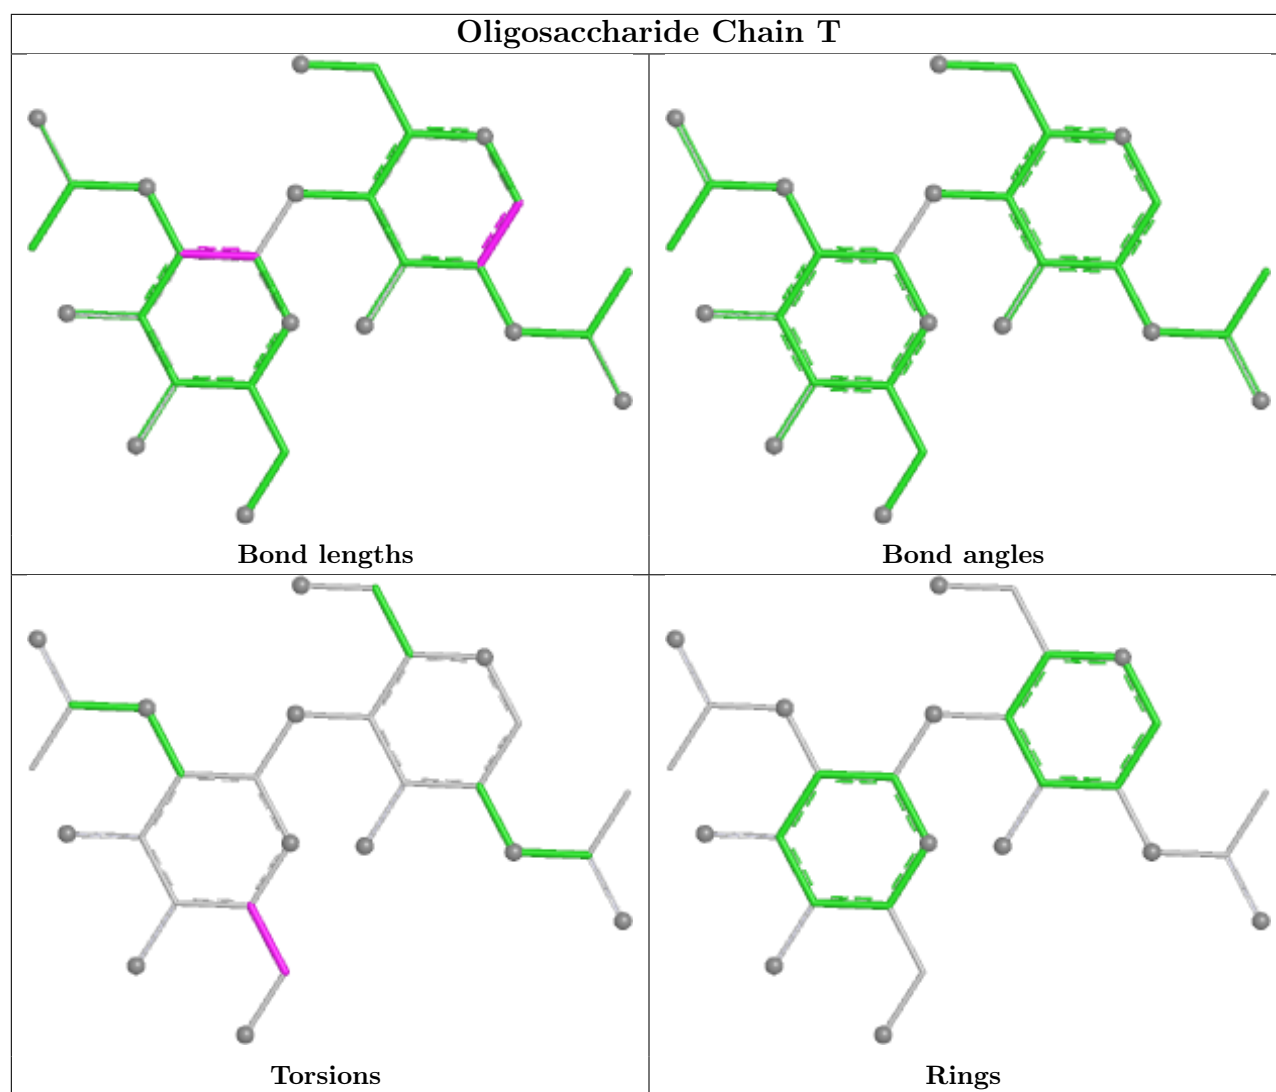 Oligosaccharide Chain T
Bond lengths
Bond angles
Torsions
Rings